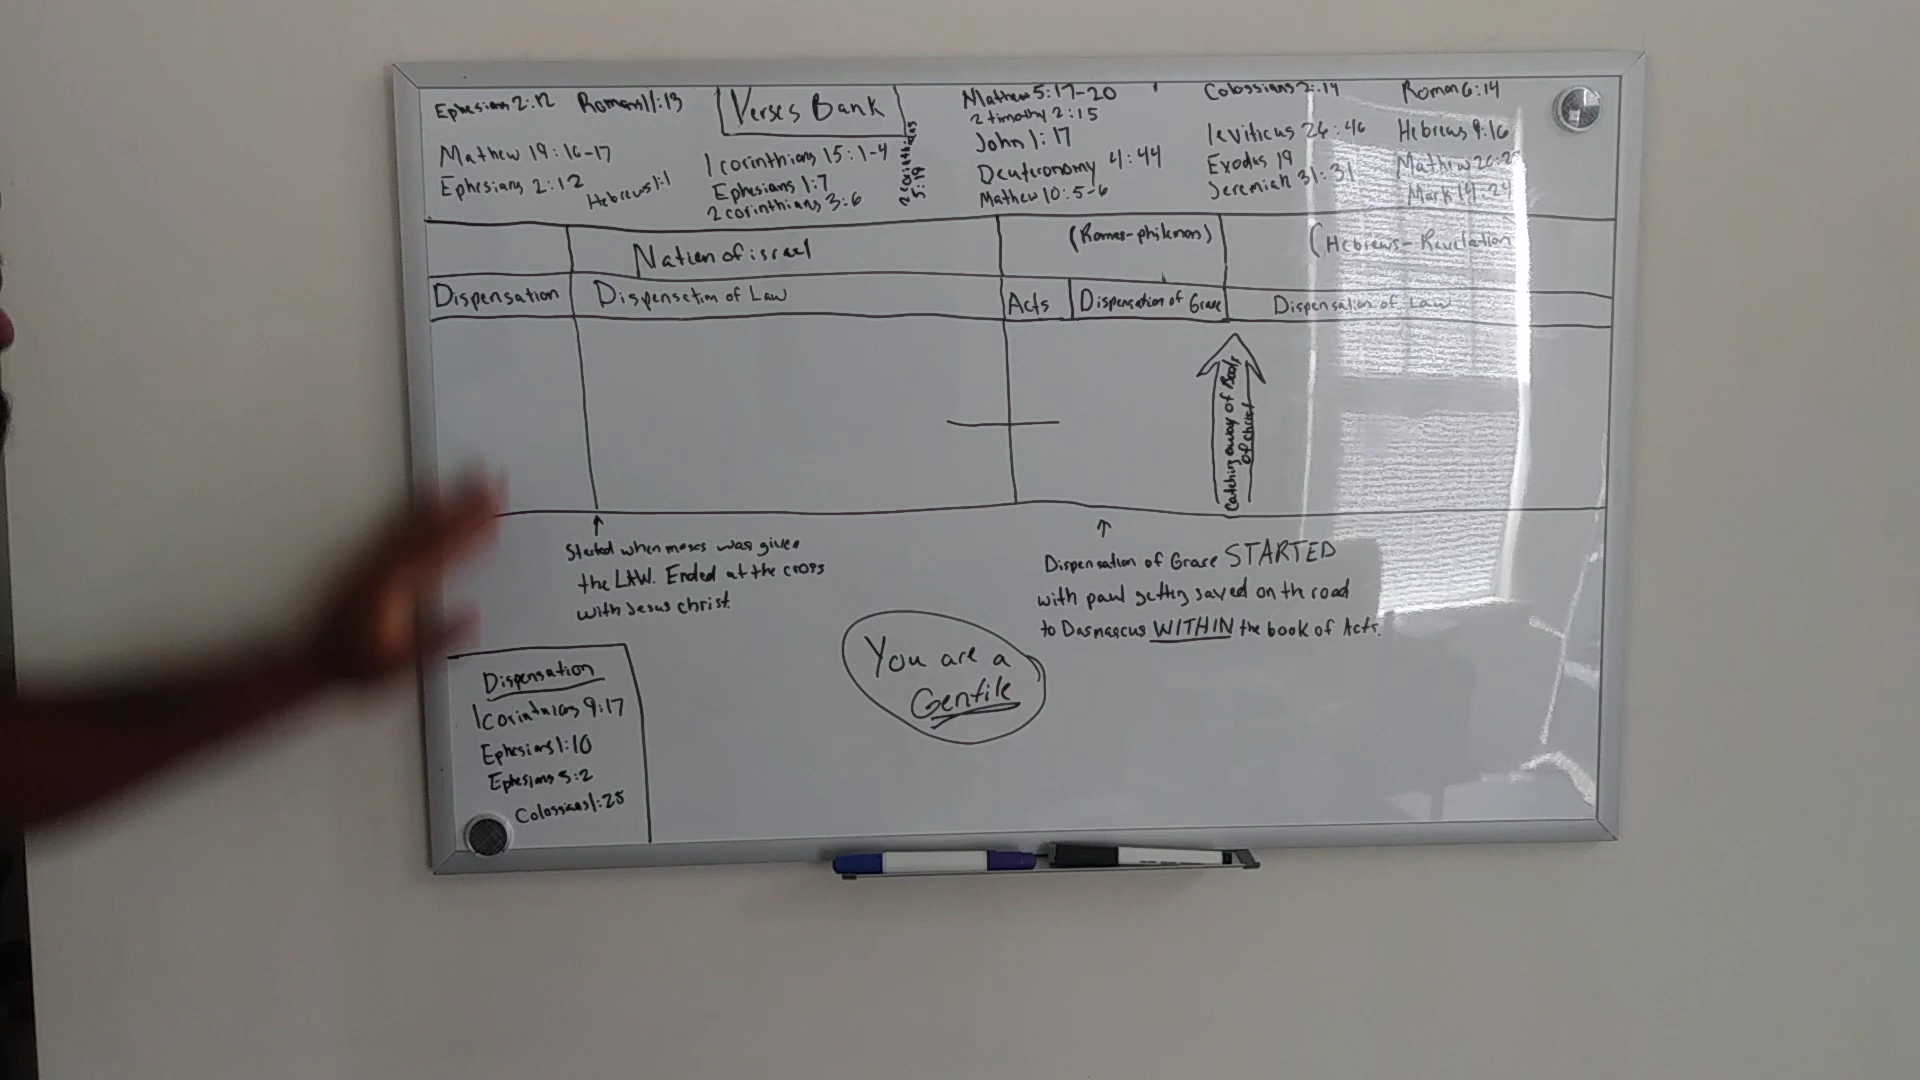 Ephesians 2:12 Romans 11:13
Mathew 19:16-17
Ephesians 2:12
Hebrews 1:1
Verses Bank
1 corinthians 15:1-4
Ephesians 1:7
2 corinthians 3:6
2 corinthians
5:19
Mathew 5:17-20
2 timothy 2:15
John 1:17
Deuteronomy 4:44
Mathew 10:5-6
Colossians 2:14
leviticus 26:46
Exodus 19
Jeremiah 31:31
Roman 6:14
Hebrews 9:16
Mathew 26:28
Mark 14-24
Nation of israel
(Romes-philemon)
(Hebrews-Revelation
Dispensation
Dispensation of Law
Acts
Dispensation of Grace
Dispensation of Law
Catching away of Body
of christ
Started when moses was given
the LAW. Ended at the cross
with Jesus christ.
Dispensation of Grace STARTED
with paul getting saved on the road
to Dasmascus WITHIN the book of Acts.
You are a
Gentile
Dispensation
1 Corinthians 9:17
Ephesians 1:10
Ephesians 3:2
Colossians 1:25